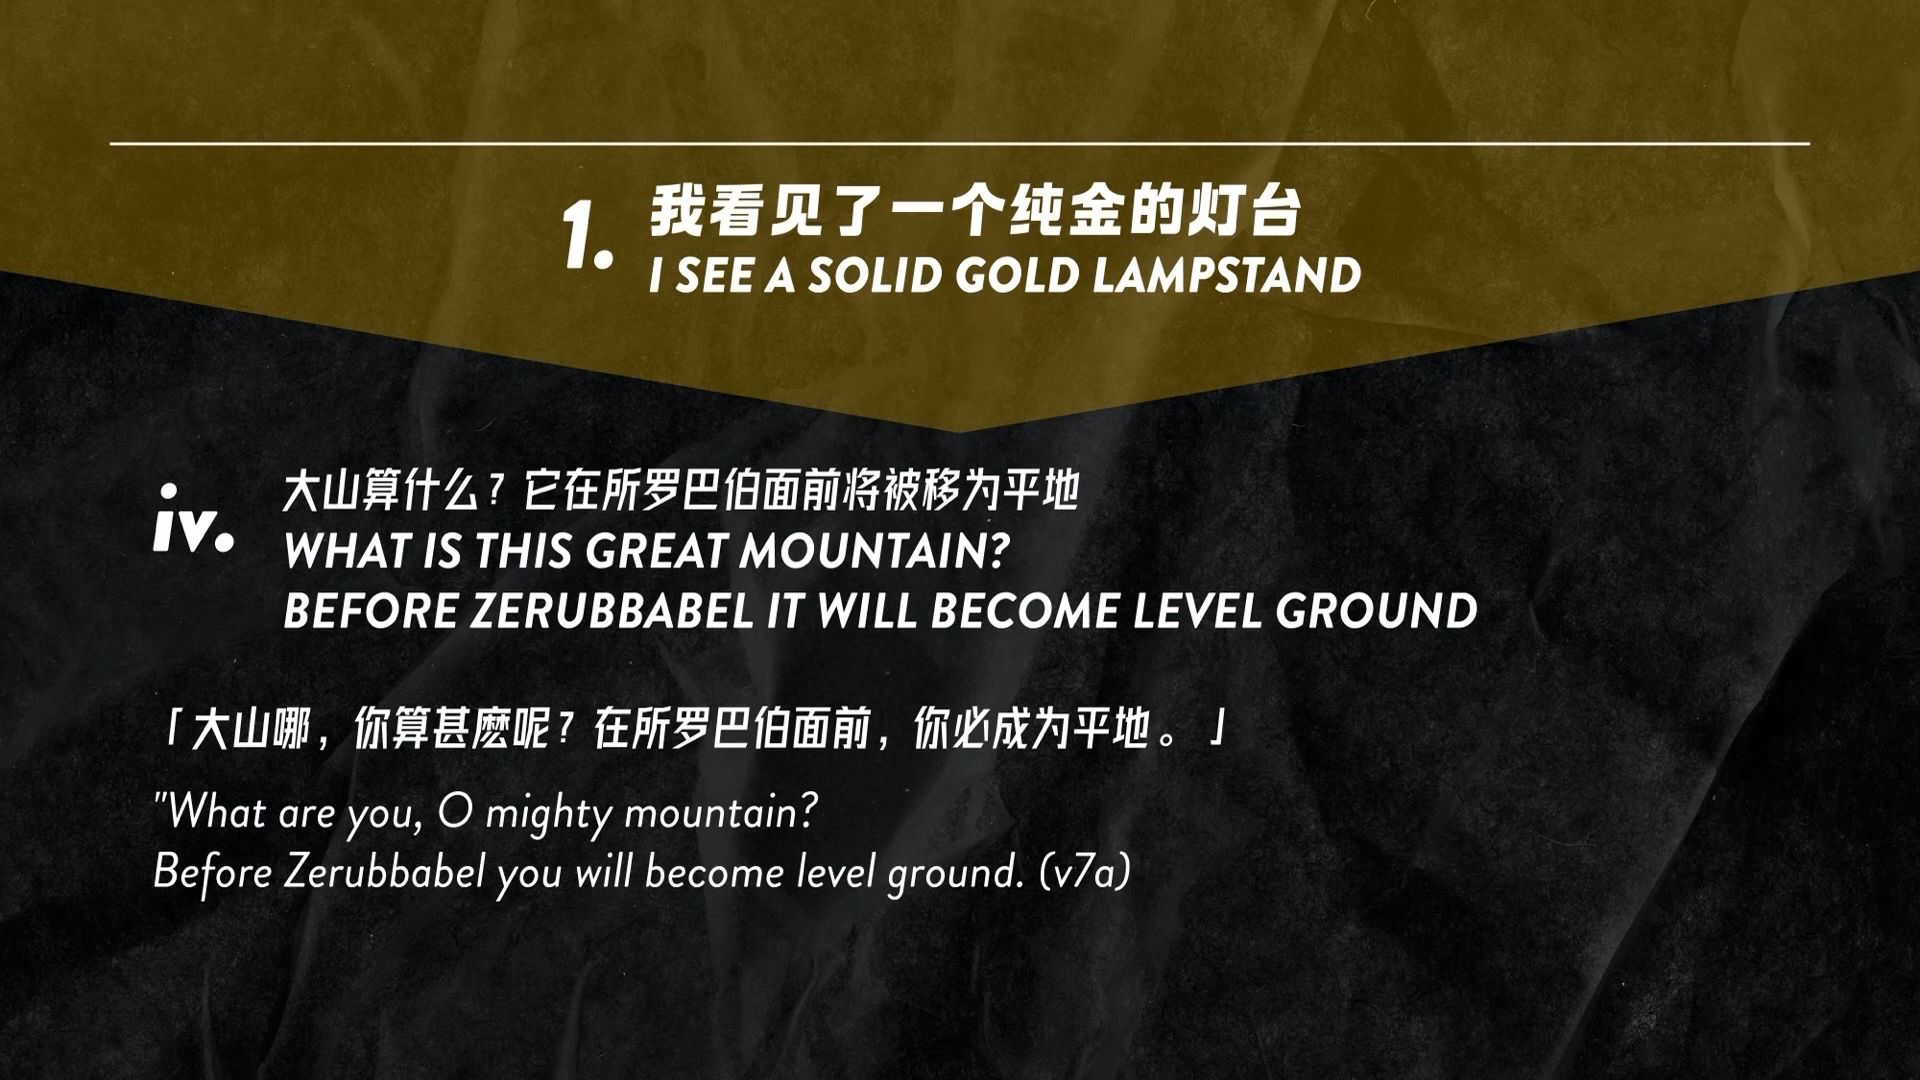 1. 我看见了一个纯金的灯台
I SEE A SOLID GOLD LAMPSTAND
iv. 大山算什么？它在所罗巴伯面前将被移为平地
WHAT IS THIS GREAT MOUNTAIN?
BEFORE ZERUBBABEL IT WILL BECOME LEVEL GROUND
「大山哪，你算甚麽呢？在所罗巴伯面前，你必成为平地。」
"What are you, O mighty mountain?
Before Zerubbabel you will become level ground. (v7a)